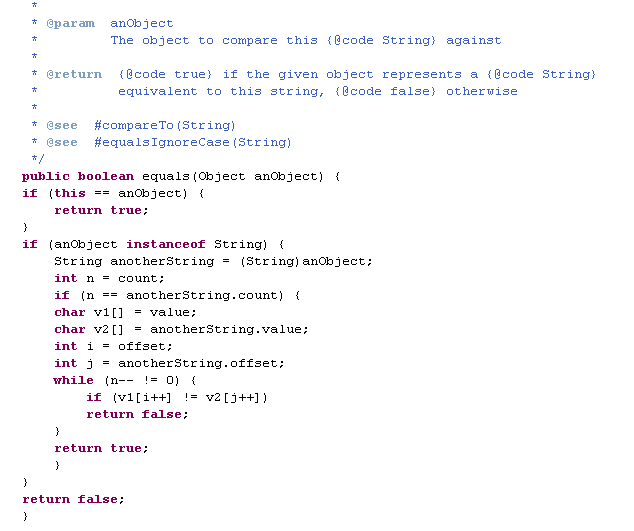 *
 * @param  anObject
 *         The object to compare this {@code String} against
 *
 * @return  {@code true} if the given object represents a {@code String}
 *          equivalent to this string, {@code false} otherwise
 *
 * @see  #compareTo(String)
 * @see  #equalsIgnoreCase(String)
 */
public boolean equals(Object anObject) {
if (this == anObject) {
    return true;
}
if (anObject instanceof String) {
    String anotherString = (String)anObject;
    int n = count;
    if (n == anotherString.count) {
    char v1[] = value;
    char v2[] = anotherString.value;
    int i = offset;
    int j = anotherString.offset;
    while (n-- != 0) {
        if (v1[i++] != v2[j++])
        return false;
    }
    return true;
    }
}
return false;
}